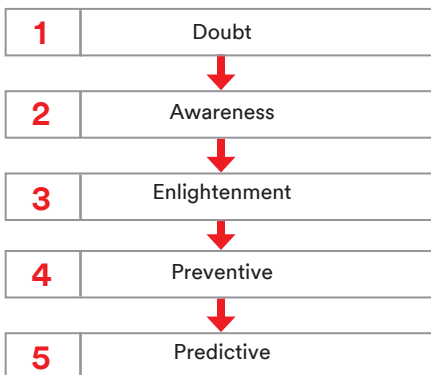 1 Doubt
2 Awareness
3 Enlightenment
4 Preventive
5 Predictive